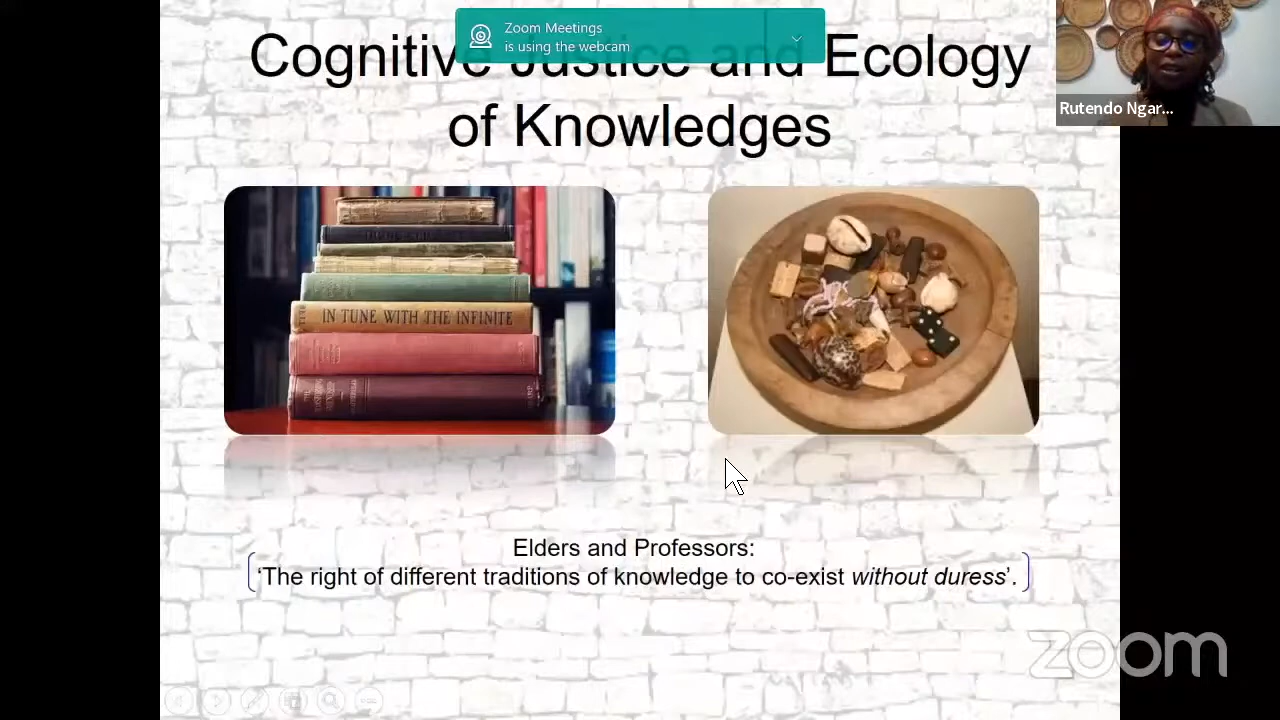 Zoom Meetings
is using the webcam
Cognitive Justice and Ecology
of Knowledges
Rutendo Ngar...
IN TUNE WITH THE INFINITE
Elders and Professors:
‘The right of different traditions of knowledge to co-exist without duress’.
zoom